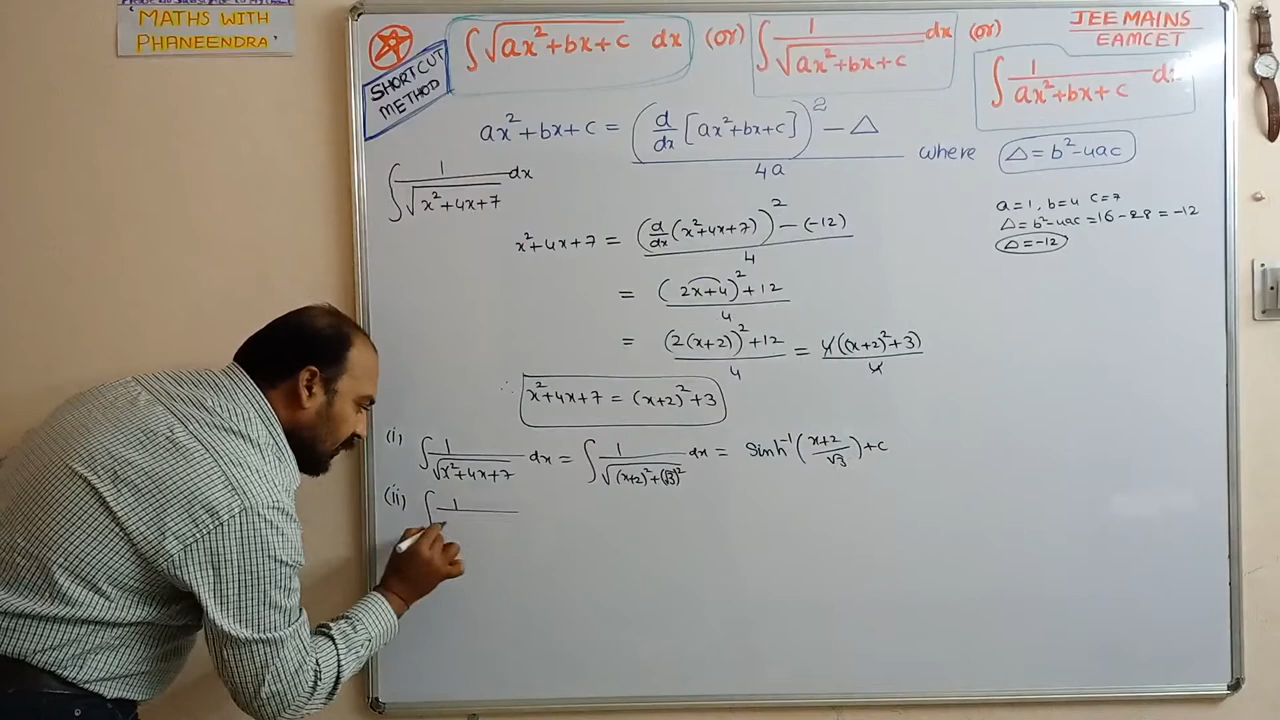 MATHS WITH
PHANEENDRA
SHORTCUT
METHOD
∫√(ax²+bx+c) dx (or) ∫ 1/√(ax²+bx+c) dx (or)
JEE MAINS
EAMCET
∫ 1/(ax²+bx+c) dx
ax²+bx+c = ((d/dx [ax²+bx+c])² − Δ)/4a where Δ = b²−4ac
∫ 1/√(x²+4x+7) dx
a=1, b=4 c=7
Δ=b²−4ac=16−28=−12
Δ=−12
x²+4x+7 = ((d/dx (x²+4x+7))² − (−12))/4
= ((2x+4)²+12)/4
= ((2(x+2))²+12)/4 = 4((x+2)²+3)/4
∴ x²+4x+7 = (x+2)²+3
(i) ∫ 1/√(x²+4x+7) dx = ∫ 1/√((x+2)²+(√3)²) dx = Sinh⁻¹((x+2)/√3)+c
(ii) ∫ 1